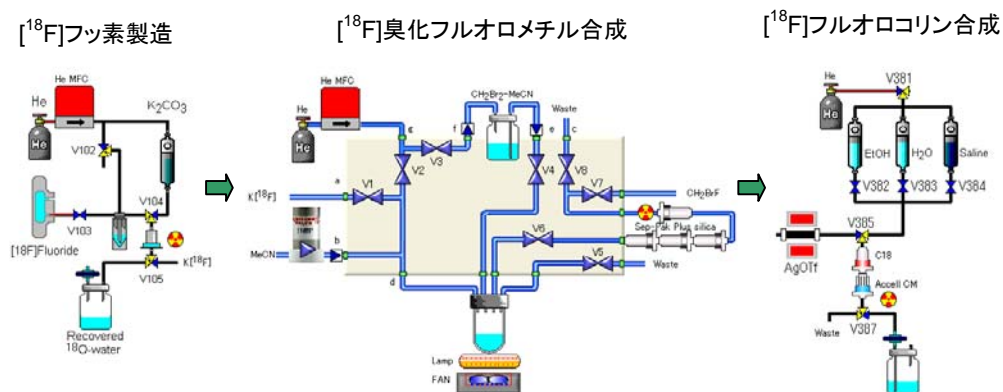 [¹⁸F]フッ素製造
[¹⁸F]臭化フルオロメチル合成
[¹⁸F]フルオロコリン合成
He MFC
He
He
K₂CO₃
V102
V104
V103
[18F]Fluoride
V105
K[¹⁸F]
Recovered
¹⁸O-water
He MFC
He
He
CH₂Br₂-MeCN
Waste
g
f
e
c
V3
V2
V4
V8
a
V1
V7
K[¹⁸F]
CH₂BrF
Sep-Pak Plus silica
b
V6
V5
MeCN
Waste
d
Lamp
FAN
He
He
V381
EtOH
H₂O
Saline
V382
V383
V384
V385
AgOTf
C18
Accell CM
Waste
V387